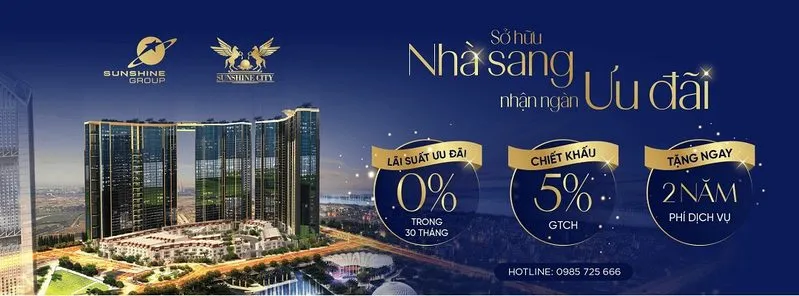 SUNSHINE
GROUP
SUNSHINE CITY
Sở hữu
Nhà sang
nhận ngàn Ưu đãi
LÃI SUẤT ƯU ĐÃI
0%
TRONG
30 THÁNG
CHIẾT KHẤU
5%
GTCH
TẶNG NGAY
2 NĂM
PHÍ DỊCH VỤ
HOTLINE: 0985 725 666